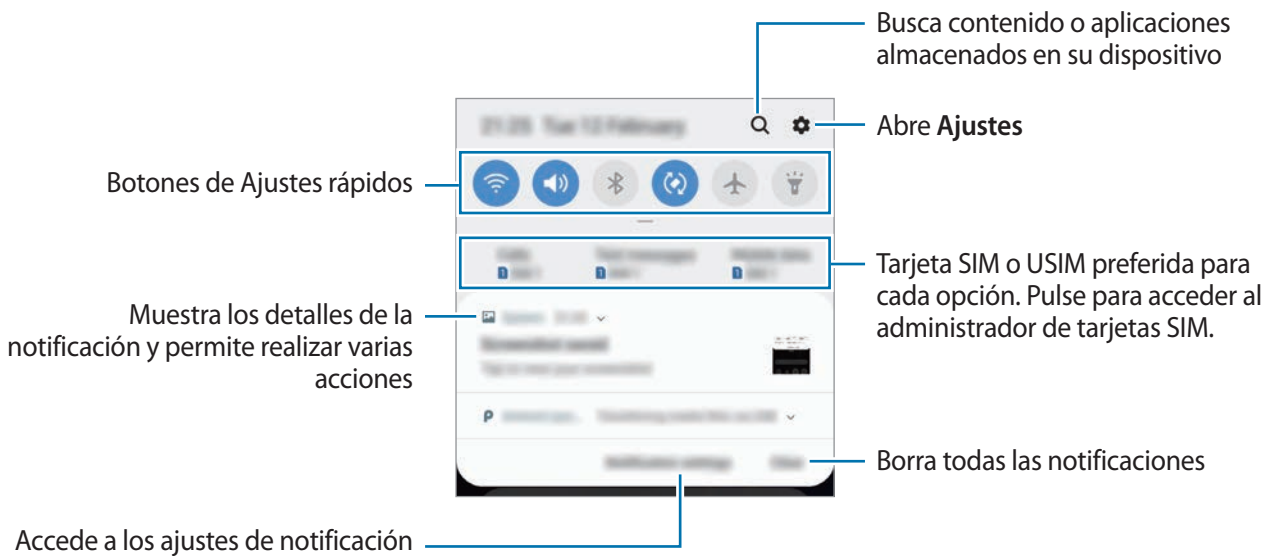 Busca contenido o aplicaciones
almacenados en su dispositivo
Abre Ajustes
Botones de Ajustes rápidos
Tarjeta SIM o USIM preferida para
cada opción. Pulse para acceder al
administrador de tarjetas SIM.
Muestra los detalles de la
notificación y permite realizar varias
acciones
Borra todas las notificaciones
Accede a los ajustes de notificación